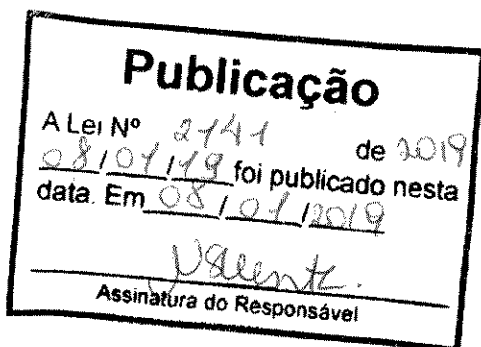 Publicação
A Lei Nº 2141 de 2019
08/01/19 foi publicado nesta
data. Em 08/01/2019
Assinatura do Responsável